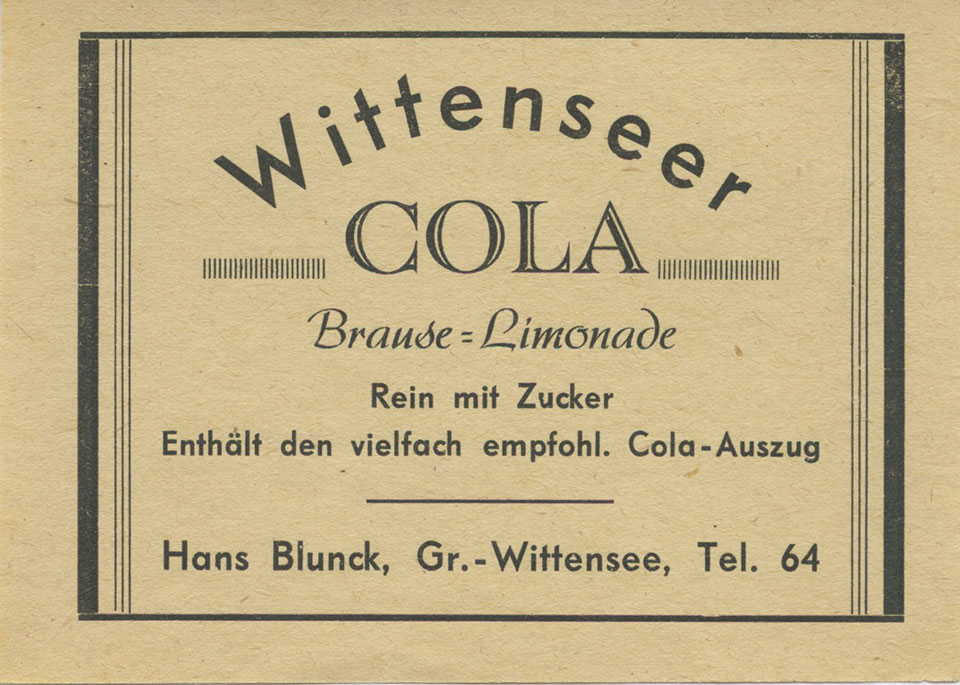 Wittenseer
COLA
Brause=Limonade
Rein mit Zucker
Enthält den vielfach empfohl. Cola-Auszug
Hans Blunck, Gr.-Wittensee, Tel. 64